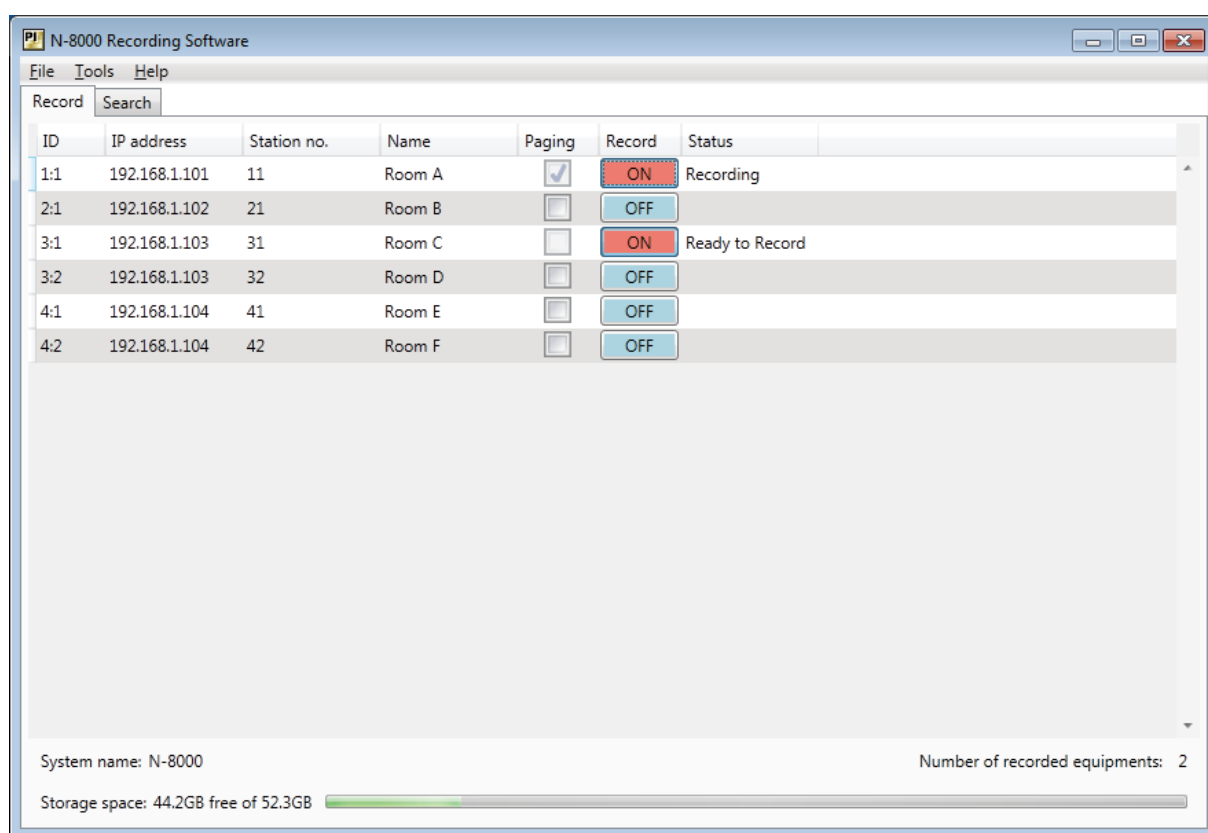 PI N-8000 Recording Software
File Tools Help
Record Search
ID IP address Station no. Name Paging Record Status
1:1 192.168.1.101 11 Room A ON Recording
2:1 192.168.1.102 21 Room B OFF
3:1 192.168.1.103 31 Room C ON Ready to Record
3:2 192.168.1.103 32 Room D OFF
4:1 192.168.1.104 41 Room E OFF
4:2 192.168.1.104 42 Room F OFF
System name: N-8000 Number of recorded equipments: 2
Storage space: 44.2GB free of 52.3GB